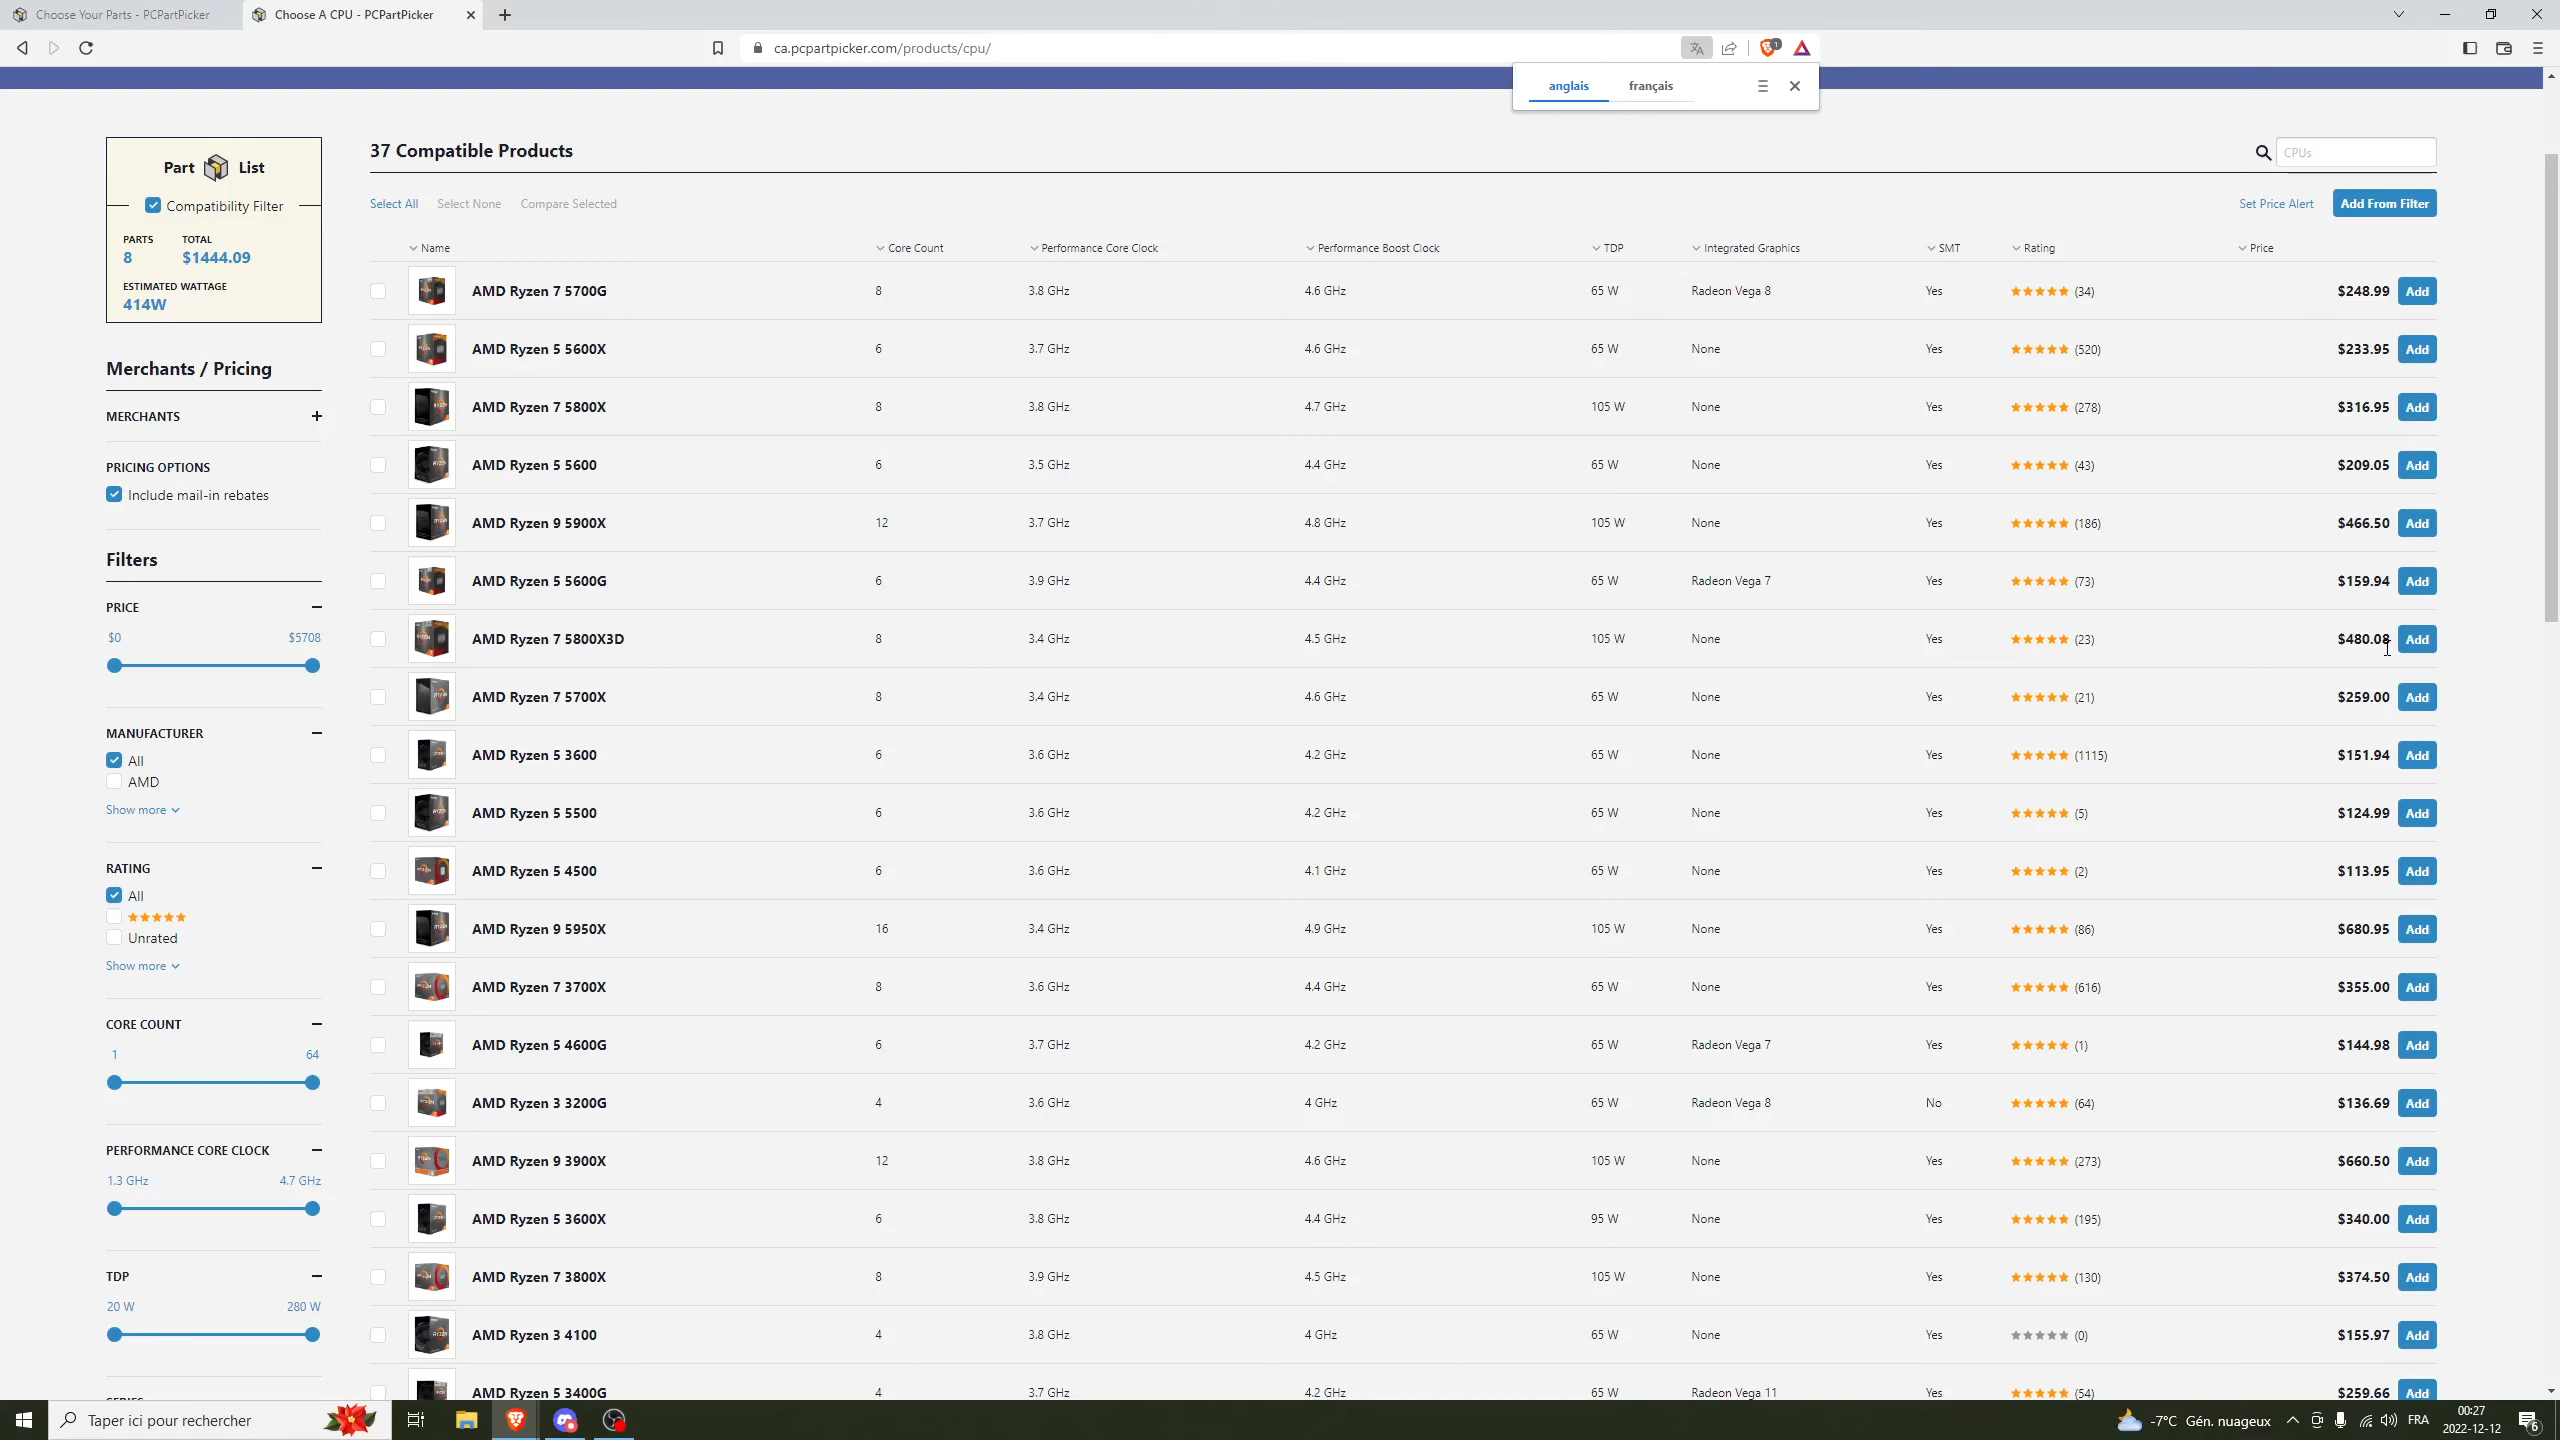 Choose Your Parts - PCPartPicker
Choose A CPU - PCPartPicker
ca.pcpartpicker.com/products/cpu/
1
anglais français
Part List
Compatibility Filter
PARTS TOTAL
8 $1444.09
ESTIMATED WATTAGE
414W
Merchants / Pricing
MERCHANTS
PRICING OPTIONS
Include mail-in rebates
Filters
PRICE
$0 $5708
MANUFACTURER
All
AMD
Show more
RATING
All
Unrated
Show more
CORE COUNT
1 64
PERFORMANCE CORE CLOCK
1.3 GHz 4.7 GHz
TDP
20 W 280 W
37 Compatible Products
CPUs
Select All Select None Compare Selected Set Price Alert Add From Filter
Name Core Count Performance Core Clock Performance Boost Clock TDP Integrated Graphics SMT Rating Price
AMD Ryzen 7 5700G 8 3.8 GHz 4.6 GHz 65 W Radeon Vega 8 Yes (34) $248.99 Add
AMD Ryzen 5 5600X 6 3.7 GHz 4.6 GHz 65 W None Yes (520) $233.95 Add
AMD Ryzen 7 5800X 8 3.8 GHz 4.7 GHz 105 W None Yes (278) $316.95 Add
AMD Ryzen 5 5600 6 3.5 GHz 4.4 GHz 65 W None Yes (43) $209.05 Add
AMD Ryzen 9 5900X 12 3.7 GHz 4.8 GHz 105 W None Yes (186) $466.50 Add
AMD Ryzen 5 5600G 6 3.9 GHz 4.4 GHz 65 W Radeon Vega 7 Yes (73) $159.94 Add
AMD Ryzen 7 5800X3D 8 3.4 GHz 4.5 GHz 105 W None Yes (23) $480.08 Add
AMD Ryzen 7 5700X 8 3.4 GHz 4.6 GHz 65 W None Yes (21) $259.00 Add
AMD Ryzen 5 3600 6 3.6 GHz 4.2 GHz 65 W None Yes (1115) $151.94 Add
AMD Ryzen 5 5500 6 3.6 GHz 4.2 GHz 65 W None Yes (5) $124.99 Add
AMD Ryzen 5 4500 6 3.6 GHz 4.1 GHz 65 W None Yes (2) $113.95 Add
AMD Ryzen 9 5950X 16 3.4 GHz 4.9 GHz 105 W None Yes (86) $680.95 Add
AMD Ryzen 7 3700X 8 3.6 GHz 4.4 GHz 65 W None Yes (616) $355.00 Add
AMD Ryzen 5 4600G 6 3.7 GHz 4.2 GHz 65 W Radeon Vega 7 Yes (1) $144.98 Add
AMD Ryzen 3 3200G 4 3.6 GHz 4 GHz 65 W Radeon Vega 8 No (64) $136.69 Add
AMD Ryzen 9 3900X 12 3.8 GHz 4.6 GHz 105 W None Yes (273) $660.50 Add
AMD Ryzen 5 3600X 6 3.8 GHz 4.4 GHz 95 W None Yes (195) $340.00 Add
AMD Ryzen 7 3800X 8 3.9 GHz 4.5 GHz 105 W None Yes (130) $374.50 Add
AMD Ryzen 3 4100 4 3.8 GHz 4 GHz 65 W None Yes (0) $155.97 Add
AMD Ryzen 5 3400G 4 3.7 GHz 4.2 GHz 65 W Radeon Vega 11 Yes (54) $259.66 Add
Taper ici pour rechercher
-7°C Gén. nuageux
FRA
00:27
2022-12-12
6